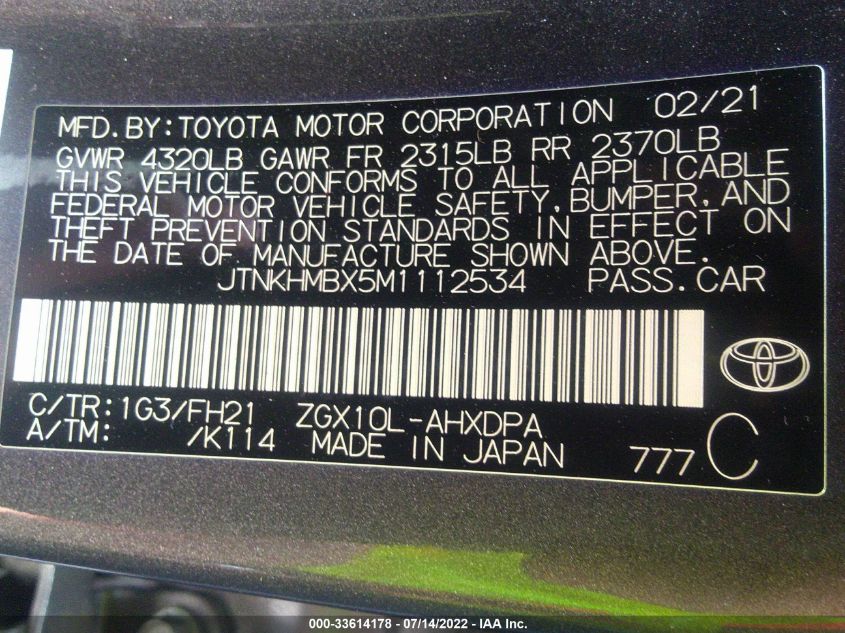 MFD.BY:TOYOTA MOTOR CORPORATION 02/21
GVWR 4320LB GAWR FR 2315LB RR 2370LB
THIS VEHICLE CONFORMS TO ALL APPLICABLE
FEDERAL MOTOR VEHICLE SAFETY,BUMPER,AND
THEFT PREVENTION STANDARDS IN EFFECT ON
THE DATE OF MANUFACTURE SHOWN ABOVE.
JTNKHMBX5M1112534 PASS.CAR
C/TR:1G3/FH21 ZGX10L-AHXDPA
A/TM: /K114 MADE IN JAPAN 777 C
000-33614178 - 07/14/2022 - IAA Inc.